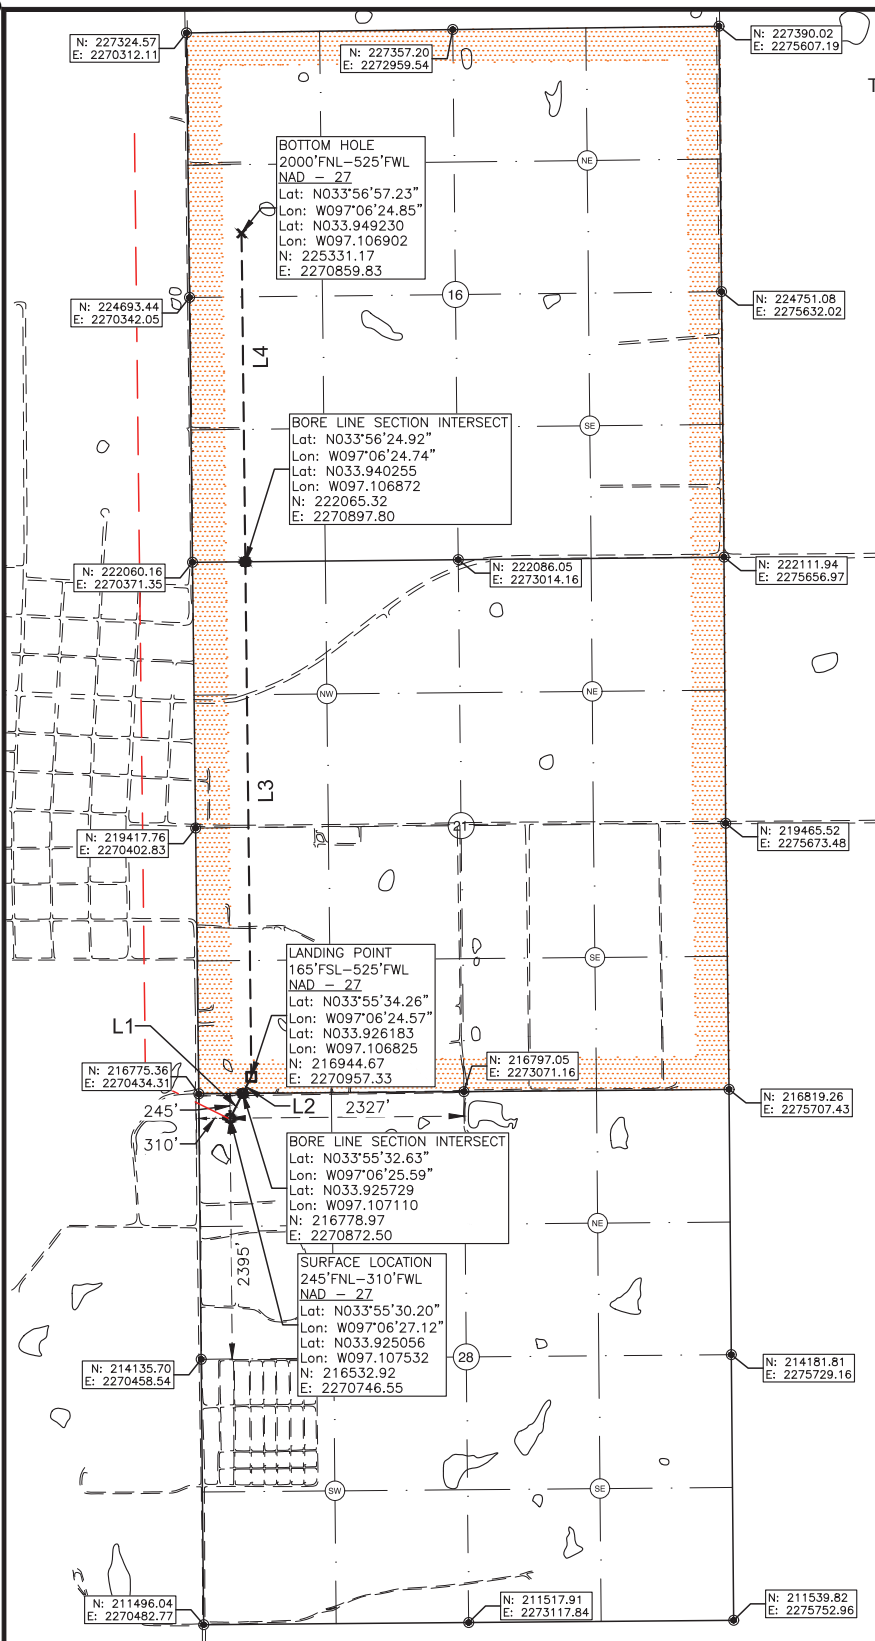 N: 227324.57
E: 2270312.11
N: 227357.20
E: 2272959.54
N: 227390.02
E: 2275607.19
T
BOTTOM HOLE
2000'FNL–525'FWL
NAD – 27
Lat: N033°56'57.23"
Lon: W097°06'24.85"
Lat: N033.949230
Lon: W097.106902
N: 225331.17
E: 2270859.83
NE
N: 224693.44
E: 2270342.05
16
N: 224751.08
E: 2275632.02
L4
BORE LINE SECTION INTERSECT
Lat: N033°56'24.92"
Lon: W097°06'24.74"
Lat: N033.940255
Lon: W097.106872
N: 222065.32
E: 2270897.80
SE
N: 222060.16
E: 2270371.35
N: 222086.05
E: 2273014.16
N: 222111.94
E: 2275656.97
NW
NE
L3
N: 219417.76
E: 2270402.83
21
N: 219465.52
E: 2275673.48
LANDING POINT
165'FSL–525'FWL
NAD – 27
Lat: N033°55'34.26"
Lon: W097°06'24.57"
Lat: N033.926183
Lon: W097.106825
N: 216944.67
E: 2270957.33
SE
L1
N: 216775.36
E: 2270434.31
N: 216797.05
E: 2273071.16
N: 216819.26
E: 2275707.43
L2
245'
2327'
310'
BORE LINE SECTION INTERSECT
Lat: N033°55'32.63"
Lon: W097°06'25.59"
Lat: N033.925729
Lon: W097.107110
N: 216778.97
E: 2270872.50
NE
2395'
SURFACE LOCATION
245'FNL–310'FWL
NAD – 27
Lat: N033°55'30.20"
Lon: W097°06'27.12"
Lat: N033.925056
Lon: W097.107532
N: 216532.92
E: 2270746.55
N: 214135.70
E: 2270458.54
28
N: 214181.81
E: 2275729.16
SW
SE
N: 211496.04
E: 2270482.77
N: 211517.91
E: 2273117.84
N: 211539.82
E: 2275752.96